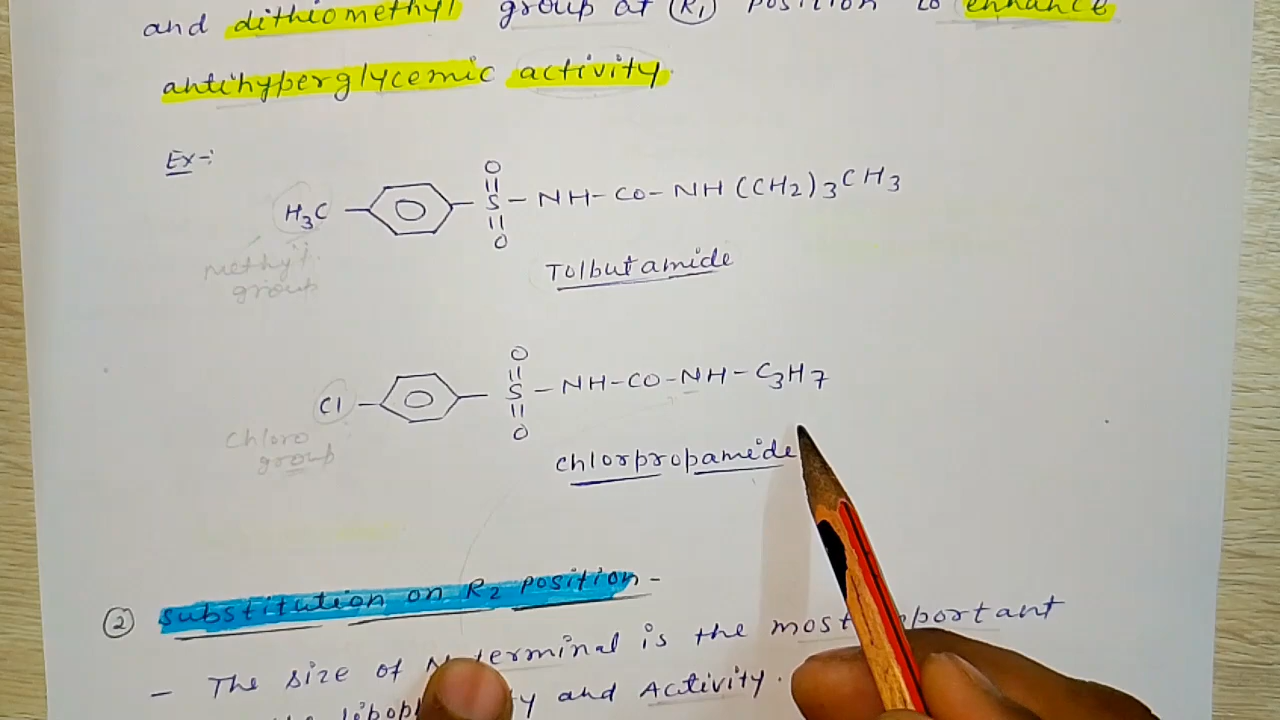 and dithiomethyl group at R1 position to enhance
antihyperglycemic activity.
Ex-:
O
H3C S - NH-CO-NH (CH2)3CH3
O
methyl group
Tolbutamide
O
Cl S - NH-CO-NH-C3H7
O
chloro group
chlorpropamide
② substitution on R2 position -
- The size of N terminal is the most important
and Activity.